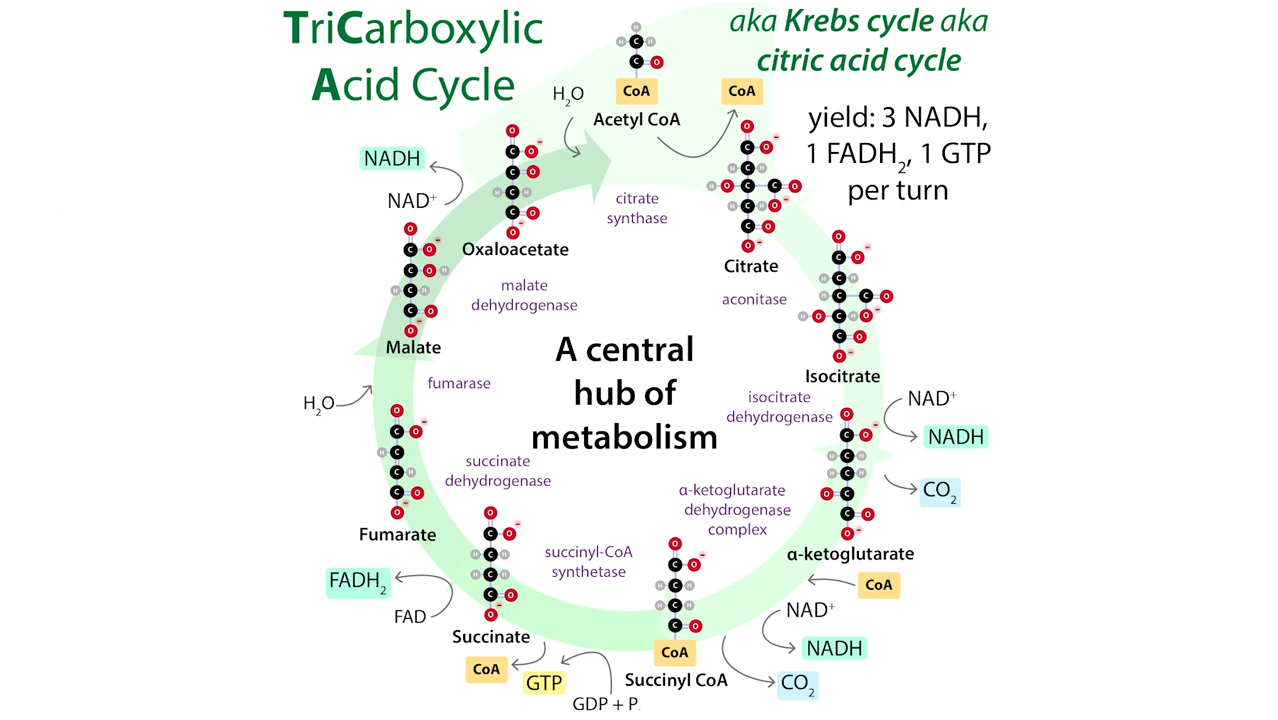 TriCarboxylic
Acid Cycle
aka Krebs cycle aka
citric acid cycle
yield: 3 NADH,
1 FADH₂, 1 GTP
per turn
H₂O
CoA
Acetyl CoA
CoA
citrate
synthase
Citrate
aconitase
Isocitrate
isocitrate
dehydrogenase
NAD⁺
NADH
CO₂
α-ketoglutarate
α-ketoglutarate
dehydrogenase
complex
CoA
NAD⁺
NADH
CO₂
CoA
Succinyl CoA
succinyl-CoA
synthetase
GDP + P
GTP
CoA
Succinate
succinate
dehydrogenase
FAD
FADH₂
Fumarate
fumarase
H₂O
Malate
malate
dehydrogenase
NAD⁺
NADH
Oxaloacetate
A central
hub of
metabolism